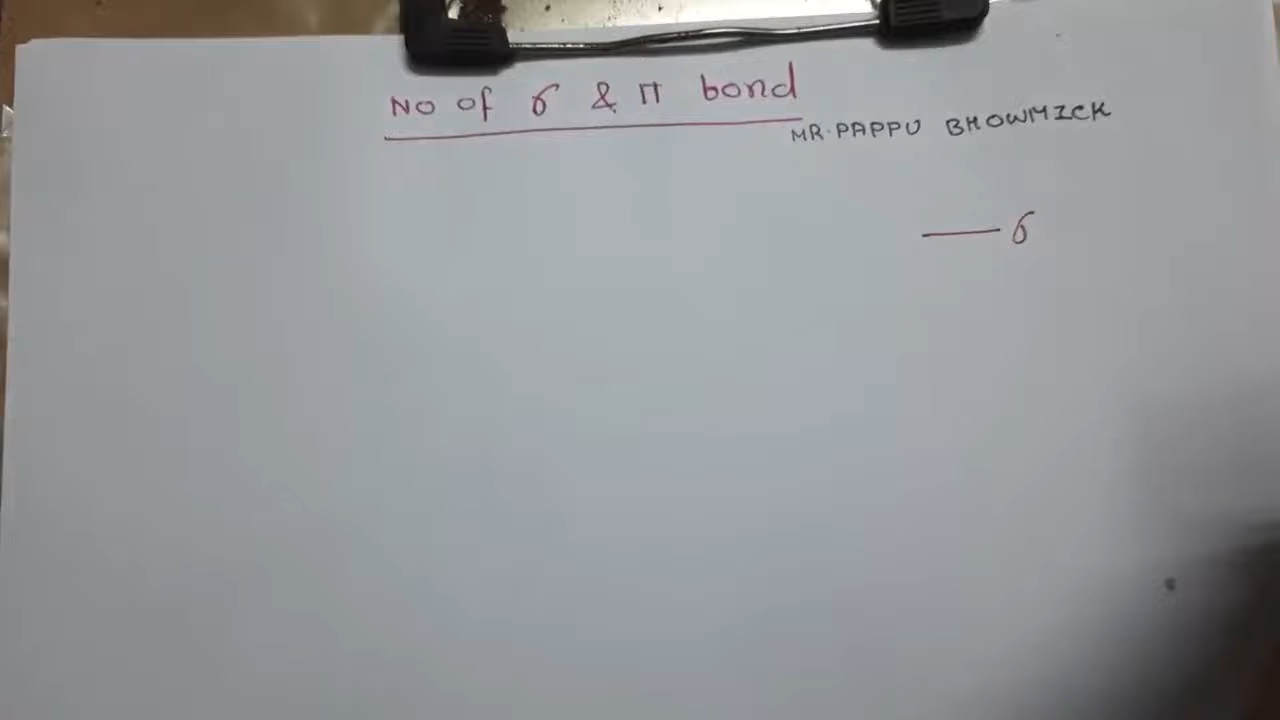 No of σ & π bond
MR. PAPPU BHOWMICK
— σ